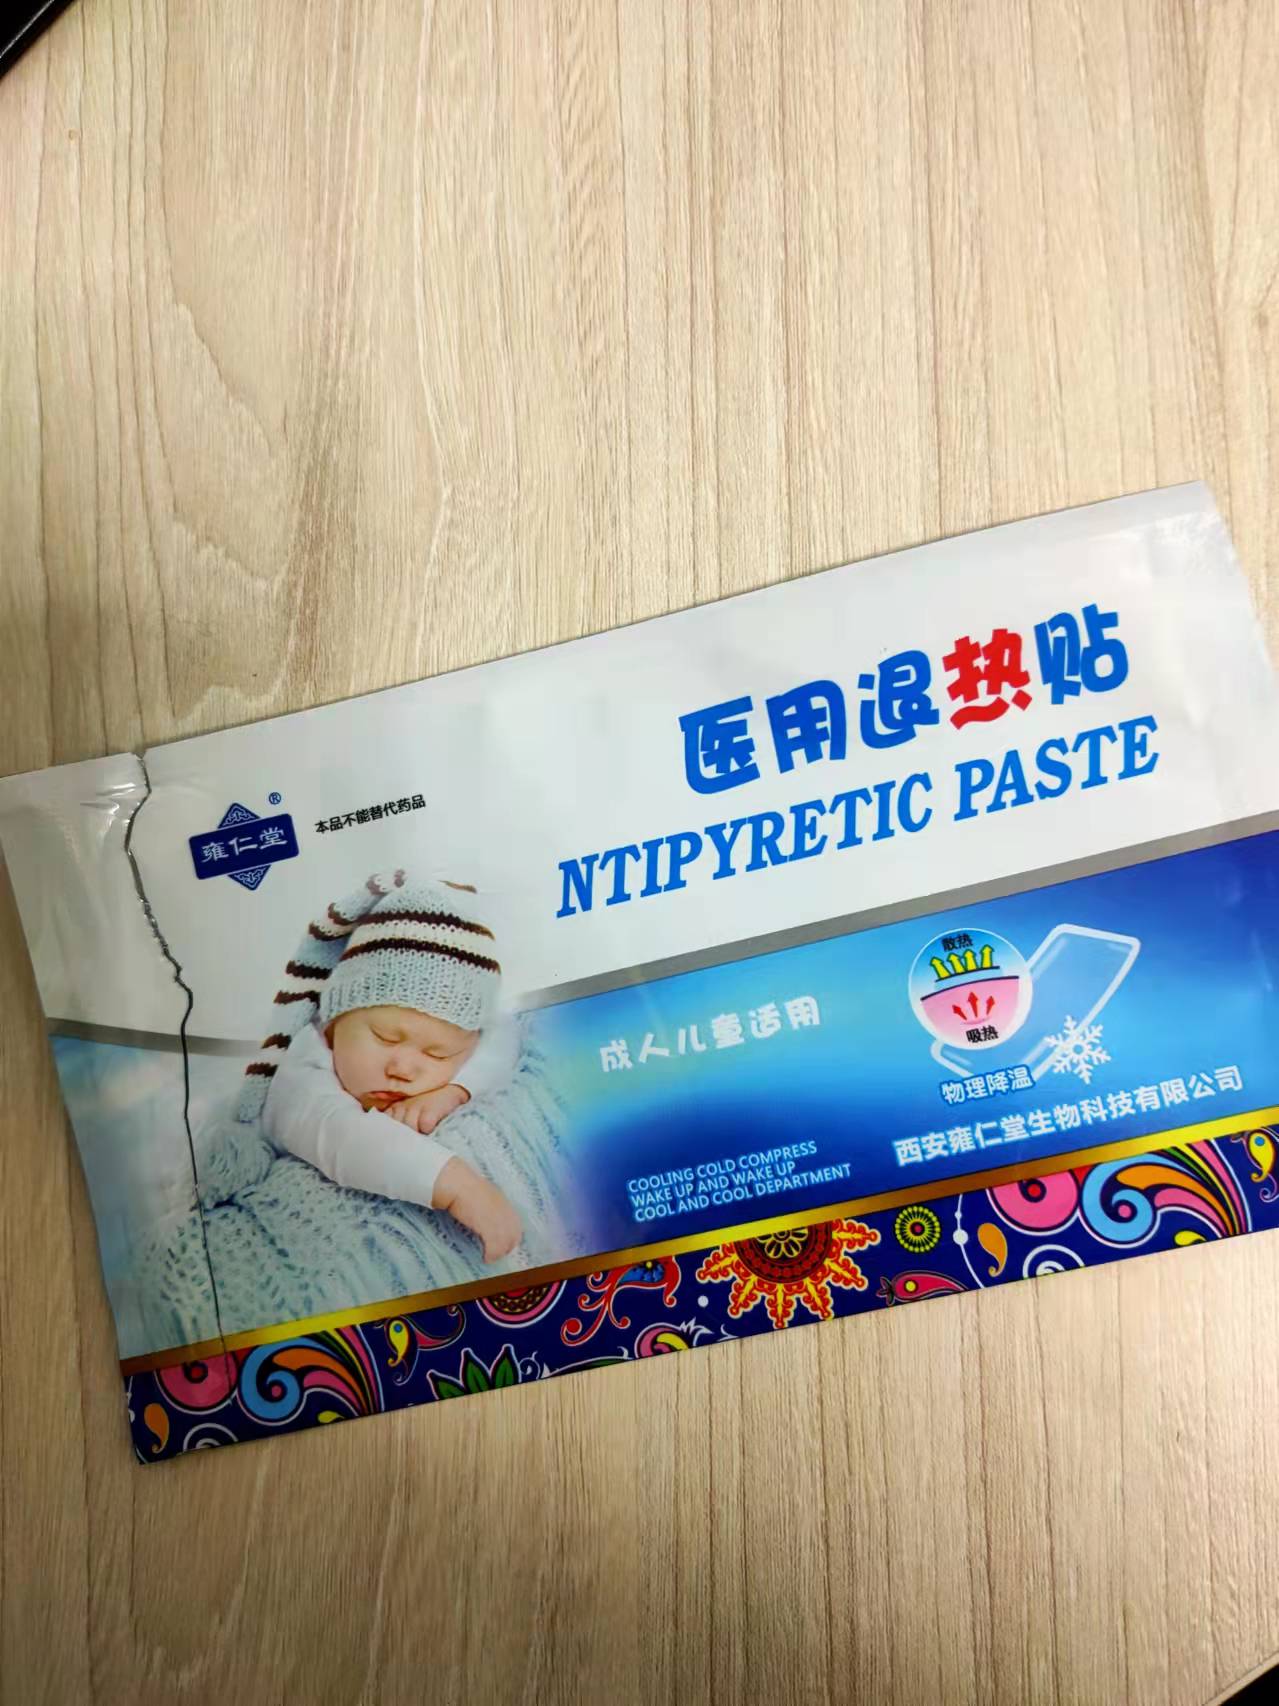 医用退热贴
NTIPYRETIC PASTE
雍仁堂®
本品不能替代药品
成人儿童适用
散热
吸热
物理降温
西安雍仁堂生物科技有限公司
COOLING COLD COMPRESS
WAKE UP AND WAKE UP
COOL AND COOL DEPARTMENT